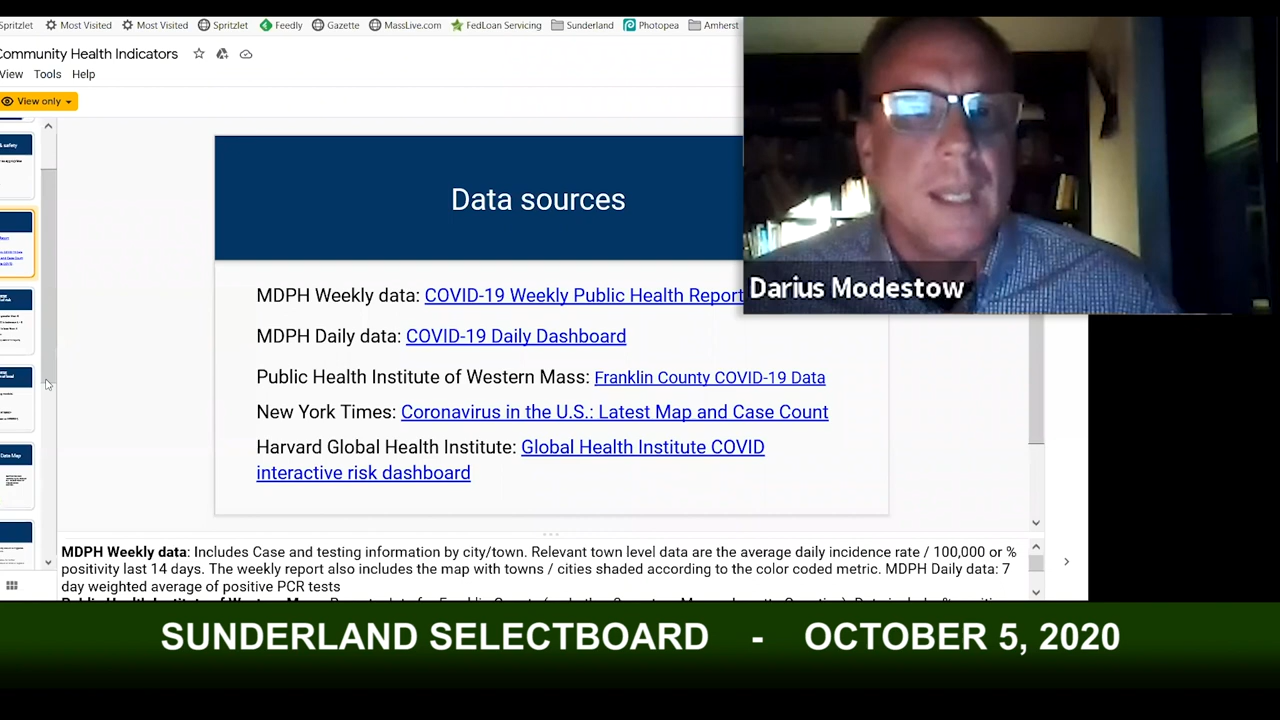 Spritzlet Most Visited Most Visited Spritzlet Feedly Gazette MassLive.com FedLoan Servicing Sunderland Photopea Amherst
Community Health Indicators
View Tools Help
View only
Data sources
MDPH Weekly data: COVID-19 Weekly Public Health Report
MDPH Daily data: COVID-19 Daily Dashboard
Public Health Institute of Western Mass: Franklin County COVID-19 Data
New York Times: Coronavirus in the U.S.: Latest Map and Case Count
Harvard Global Health Institute: Global Health Institute COVID
interactive risk dashboard
Darius Modestow
MDPH Weekly data: Includes Case and testing information by city/town. Relevant town level data are the average daily incidence rate / 100,000 or %
positivity last 14 days. The weekly report also includes the map with towns / cities shaded according to the color coded metric. MDPH Daily data: 7
day weighted average of positive PCR tests
SUNDERLAND SELECTBOARD - OCTOBER 5, 2020